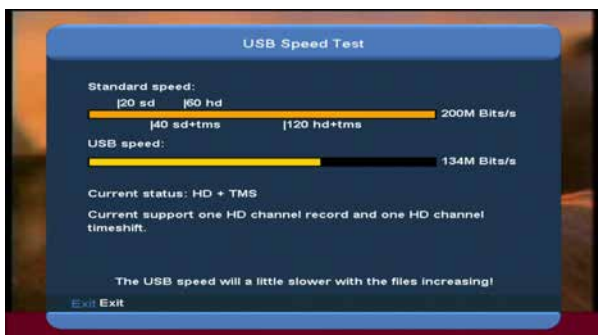 USB Speed Test
Standard speed:
|20 sd |60 hd
200M Bits/s
|40 sd+tms |120 hd+tms
USB speed:
134M Bits/s
Current status: HD + TMS
Current support one HD channel record and one HD channel
timeshift.
The USB speed will a little slower with the files increasing!
Exit Exit